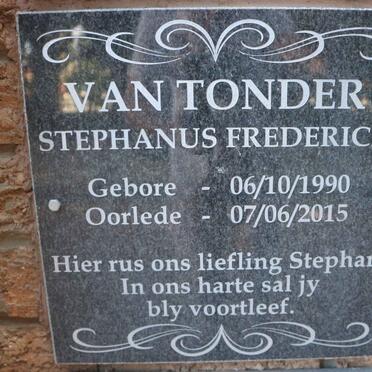 VAN TONDER
STEPHANUS FREDERIC
Gebore - 06/10/1990
Oorlede - 07/06/2015
Hier rus ons liefling Stephan
In ons harte sal jy
bly voortleef.